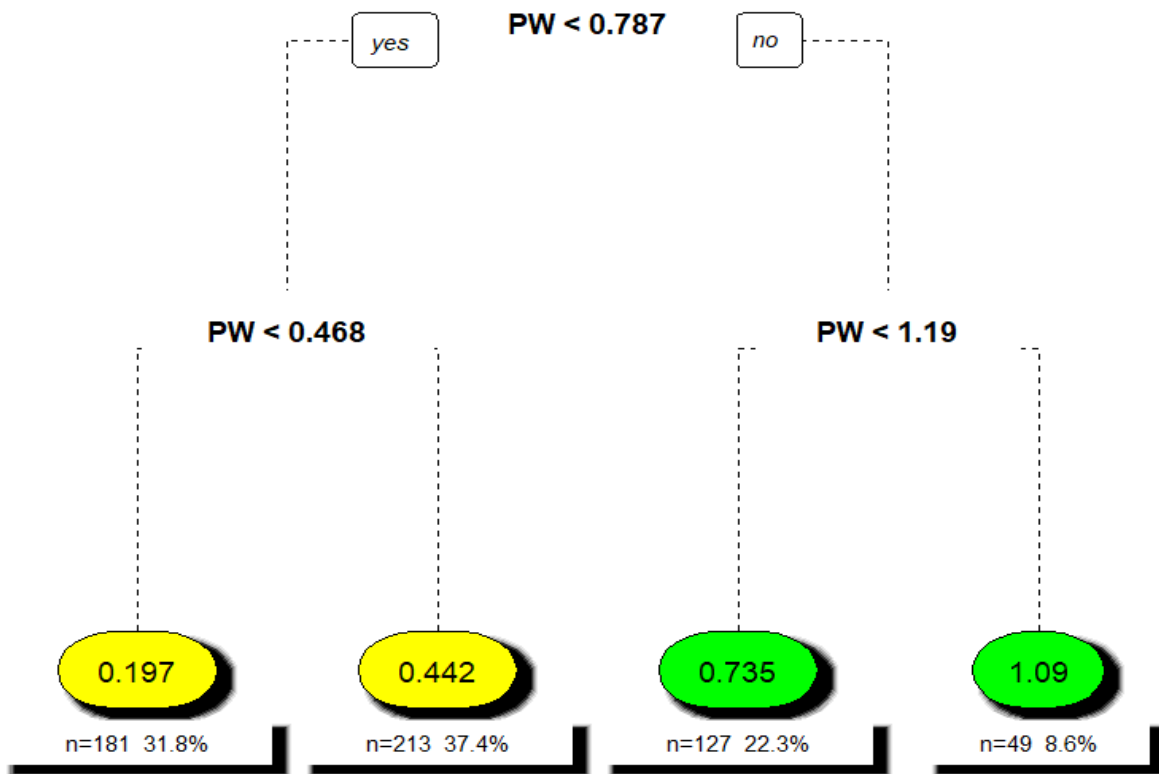 PW < 0.787
yes
no
PW < 0.468
PW < 1.19
0.197
0.442
0.735
1.09
n=181 31.8%
n=213 37.4%
n=127 22.3%
n=49 8.6%